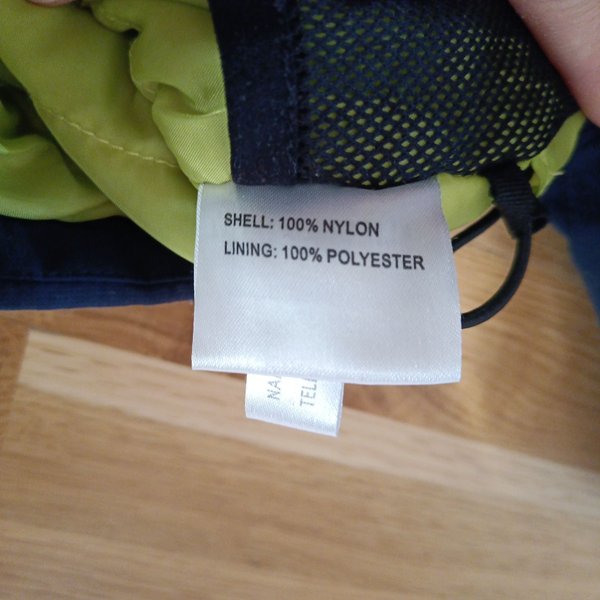 SHELL: 100% NYLON
LINING: 100% POLYESTER